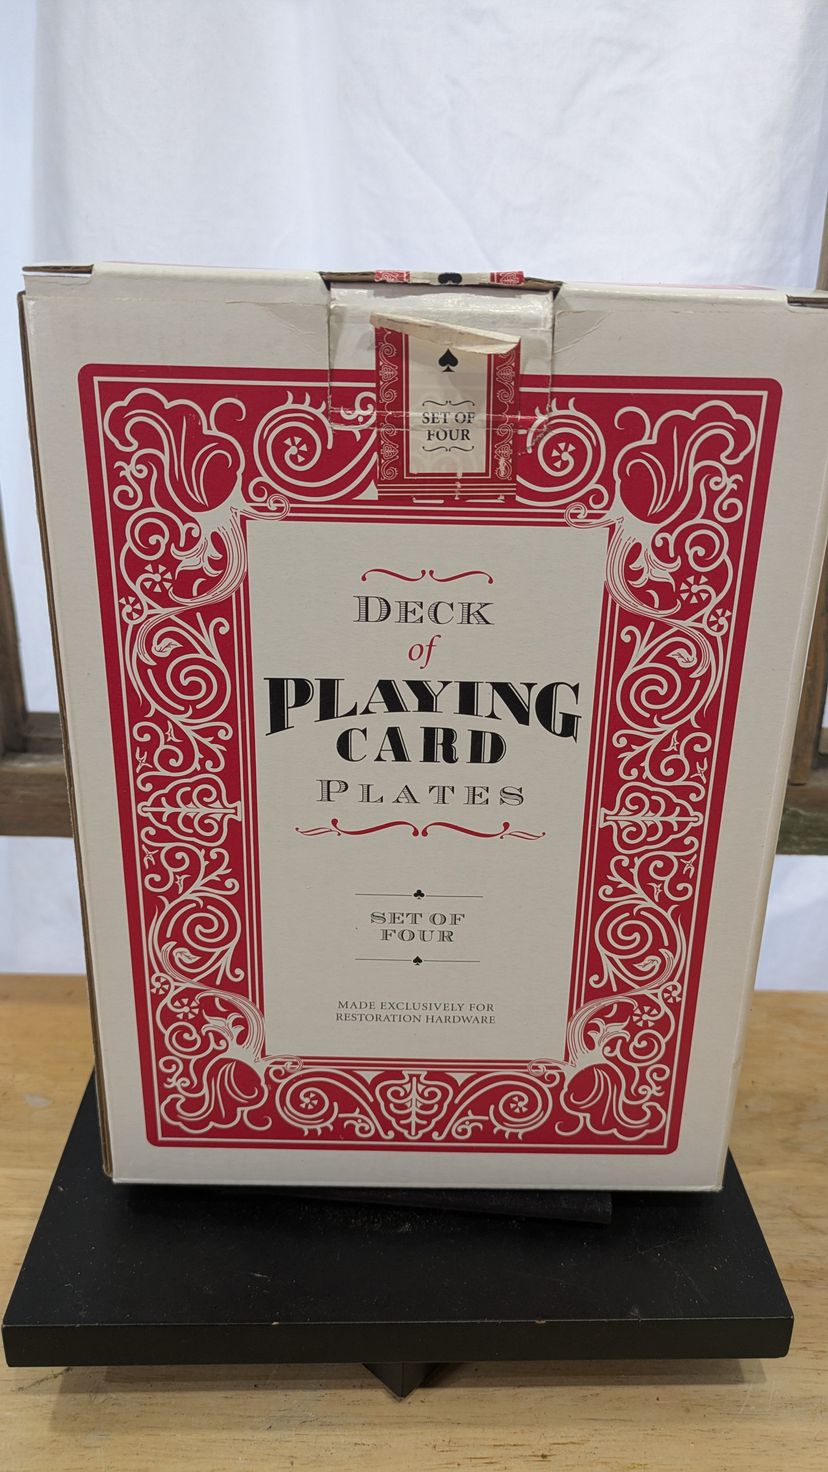 SET OF
FOUR
DECK
of
PLAYING
CARD
PLATES
SET OF
FOUR
MADE EXCLUSIVELY FOR
RESTORATION HARDWARE